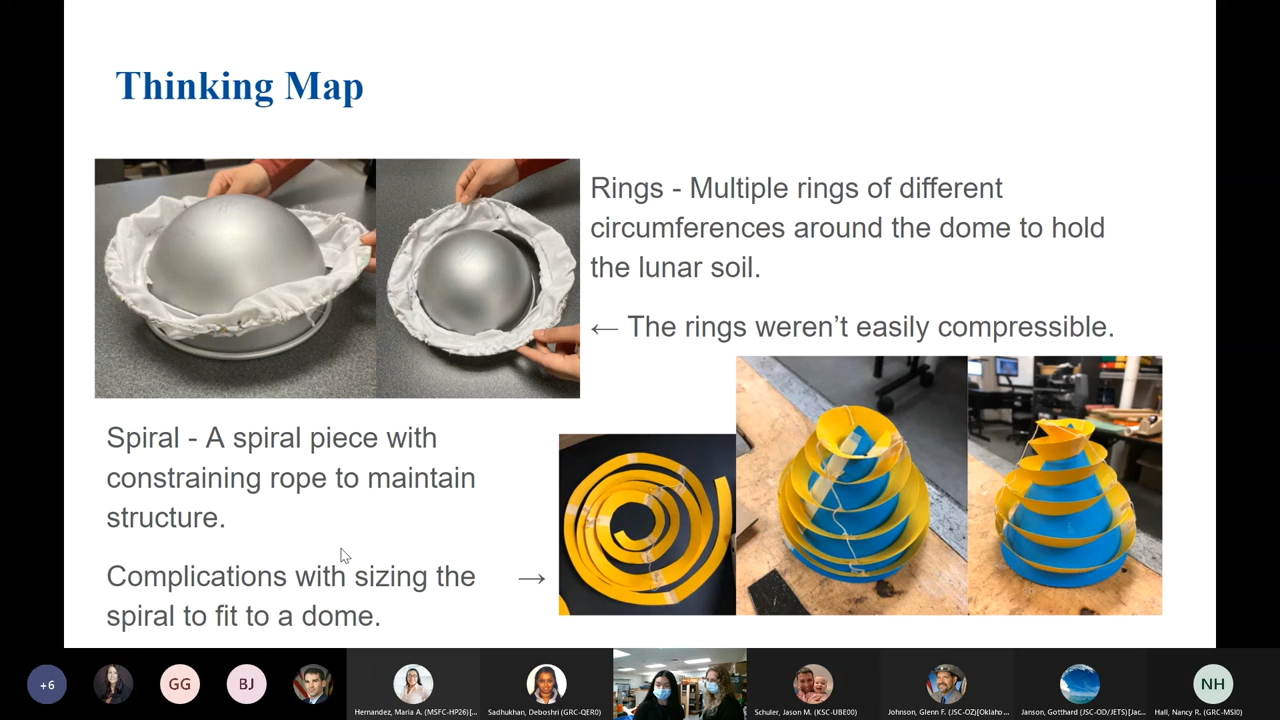 Thinking Map
Rings - Multiple rings of different
circumferences around the dome to hold
the lunar soil.
← The rings weren’t easily compressible.
Spiral - A spiral piece with
constraining rope to maintain
structure.
Complications with sizing the →
spiral to fit to a dome.
+6
GG
BJ
Hernandez, Maria A. (MSFC-HP26)[...
Sadhukhan, Deboshri (GRC-QER0)
Schuler, Jason M. (KSC-UBE00)
Johnson, Glenn F. (JSC-OZ)[Oklaho...
Janson, Gotthard (JSC-OD/JETS)[Jac...
NH
Hall, Nancy R. (GRC-MSI0)